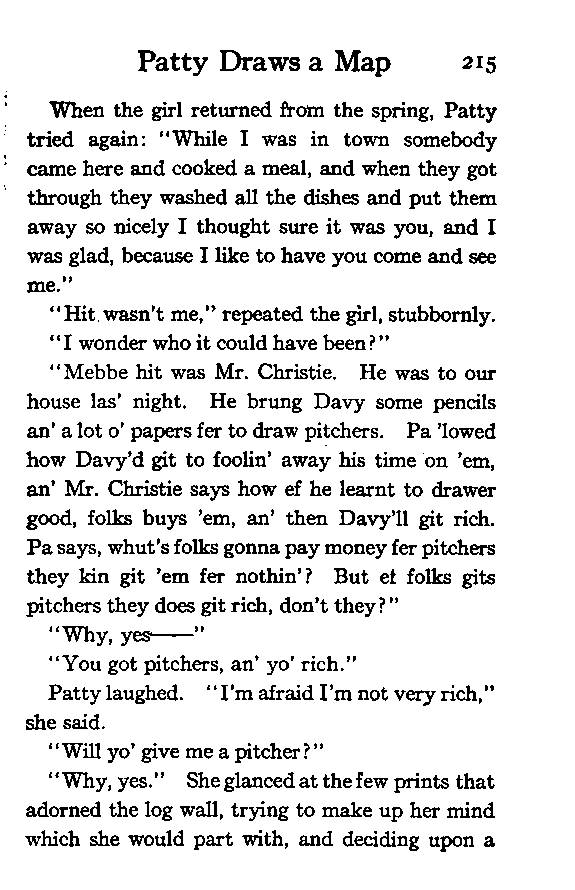 Patty Draws a Map 215
When the girl returned from the spring, Patty
tried again: "While I was in town somebody
came here and cooked a meal, and when they got
through they washed all the dishes and put them
away so nicely I thought sure it was you, and I
was glad, because I like to have you come and see
me."
"Hit wasn't me," repeated the girl, stubbornly.
"I wonder who it could have been?"
"Mebbe hit was Mr. Christie. He was to our
house las' night. He brung Davy some pencils
an' a lot o' papers fer to draw pitchers. Pa 'lowed
how Davy'd git to foolin' away his time on 'em,
an' Mr. Christie says how ef he learnt to drawer
good, folks buys 'em, an' then Davy'll git rich.
Pa says, whut's folks gonna pay money fer pitchers
they kin git 'em fer nothin'? But ef folks gits
pitchers they does git rich, don't they?"
"Why, yes——"
"You got pitchers, an' yo' rich."
Patty laughed. "I'm afraid I'm not very rich,"
she said.
"Will yo' give me a pitcher?"
"Why, yes." She glanced at the few prints that
adorned the log wall, trying to make up her mind
which she would part with, and deciding upon a